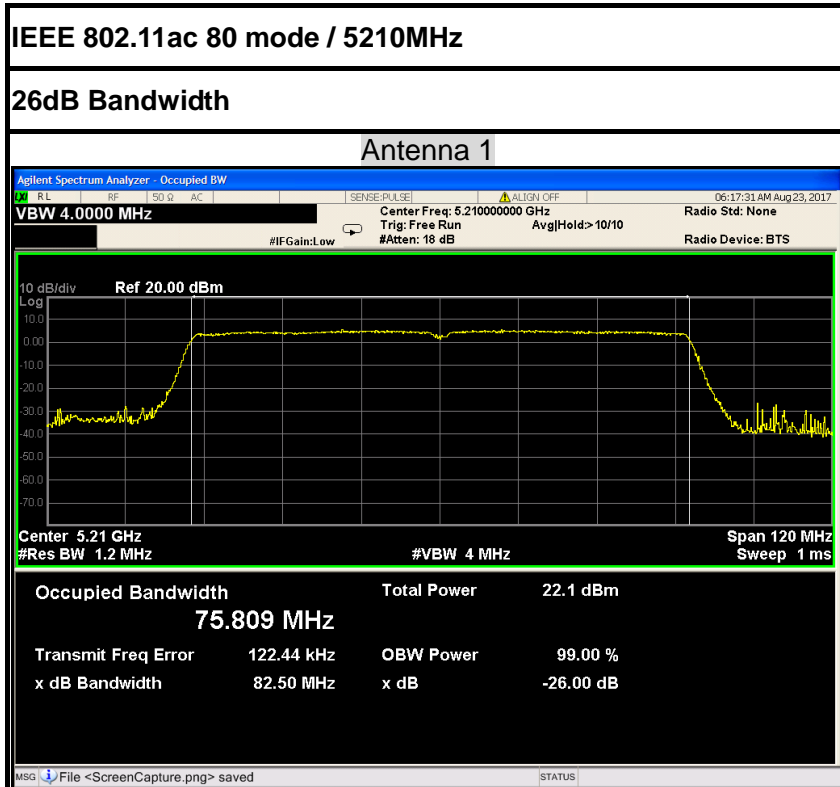 IEEE 802.11ac 80 mode / 5210MHz
26dB Bandwidth
Antenna 1
Agilent Spectrum Analyzer - Occupied BW
LXI RL RF 50 Ω AC SENSE:PULSE ALIGN OFF 06:17:31 AM Aug 23, 2017
VBW 4.0000 MHz Center Freq: 5.210000000 GHz Radio Std: None
Trig: Free Run Avg|Hold:>10/10
#IFGain:Low #Atten: 18 dB Radio Device: BTS
10 dB/div Ref 20.00 dBm
Log
10.0
0.00
-10.0
-20.0
-30.0
-40.0
-50.0
-60.0
-70.0
Center 5.21 GHz Span 120 MHz
#Res BW 1.2 MHz #VBW 4 MHz Sweep 1 ms
Occupied Bandwidth Total Power 22.1 dBm
75.809 MHz
Transmit Freq Error 122.44 kHz OBW Power 99.00 %
x dB Bandwidth 82.50 MHz x dB -26.00 dB
MSG File <ScreenCapture.png> saved STATUS